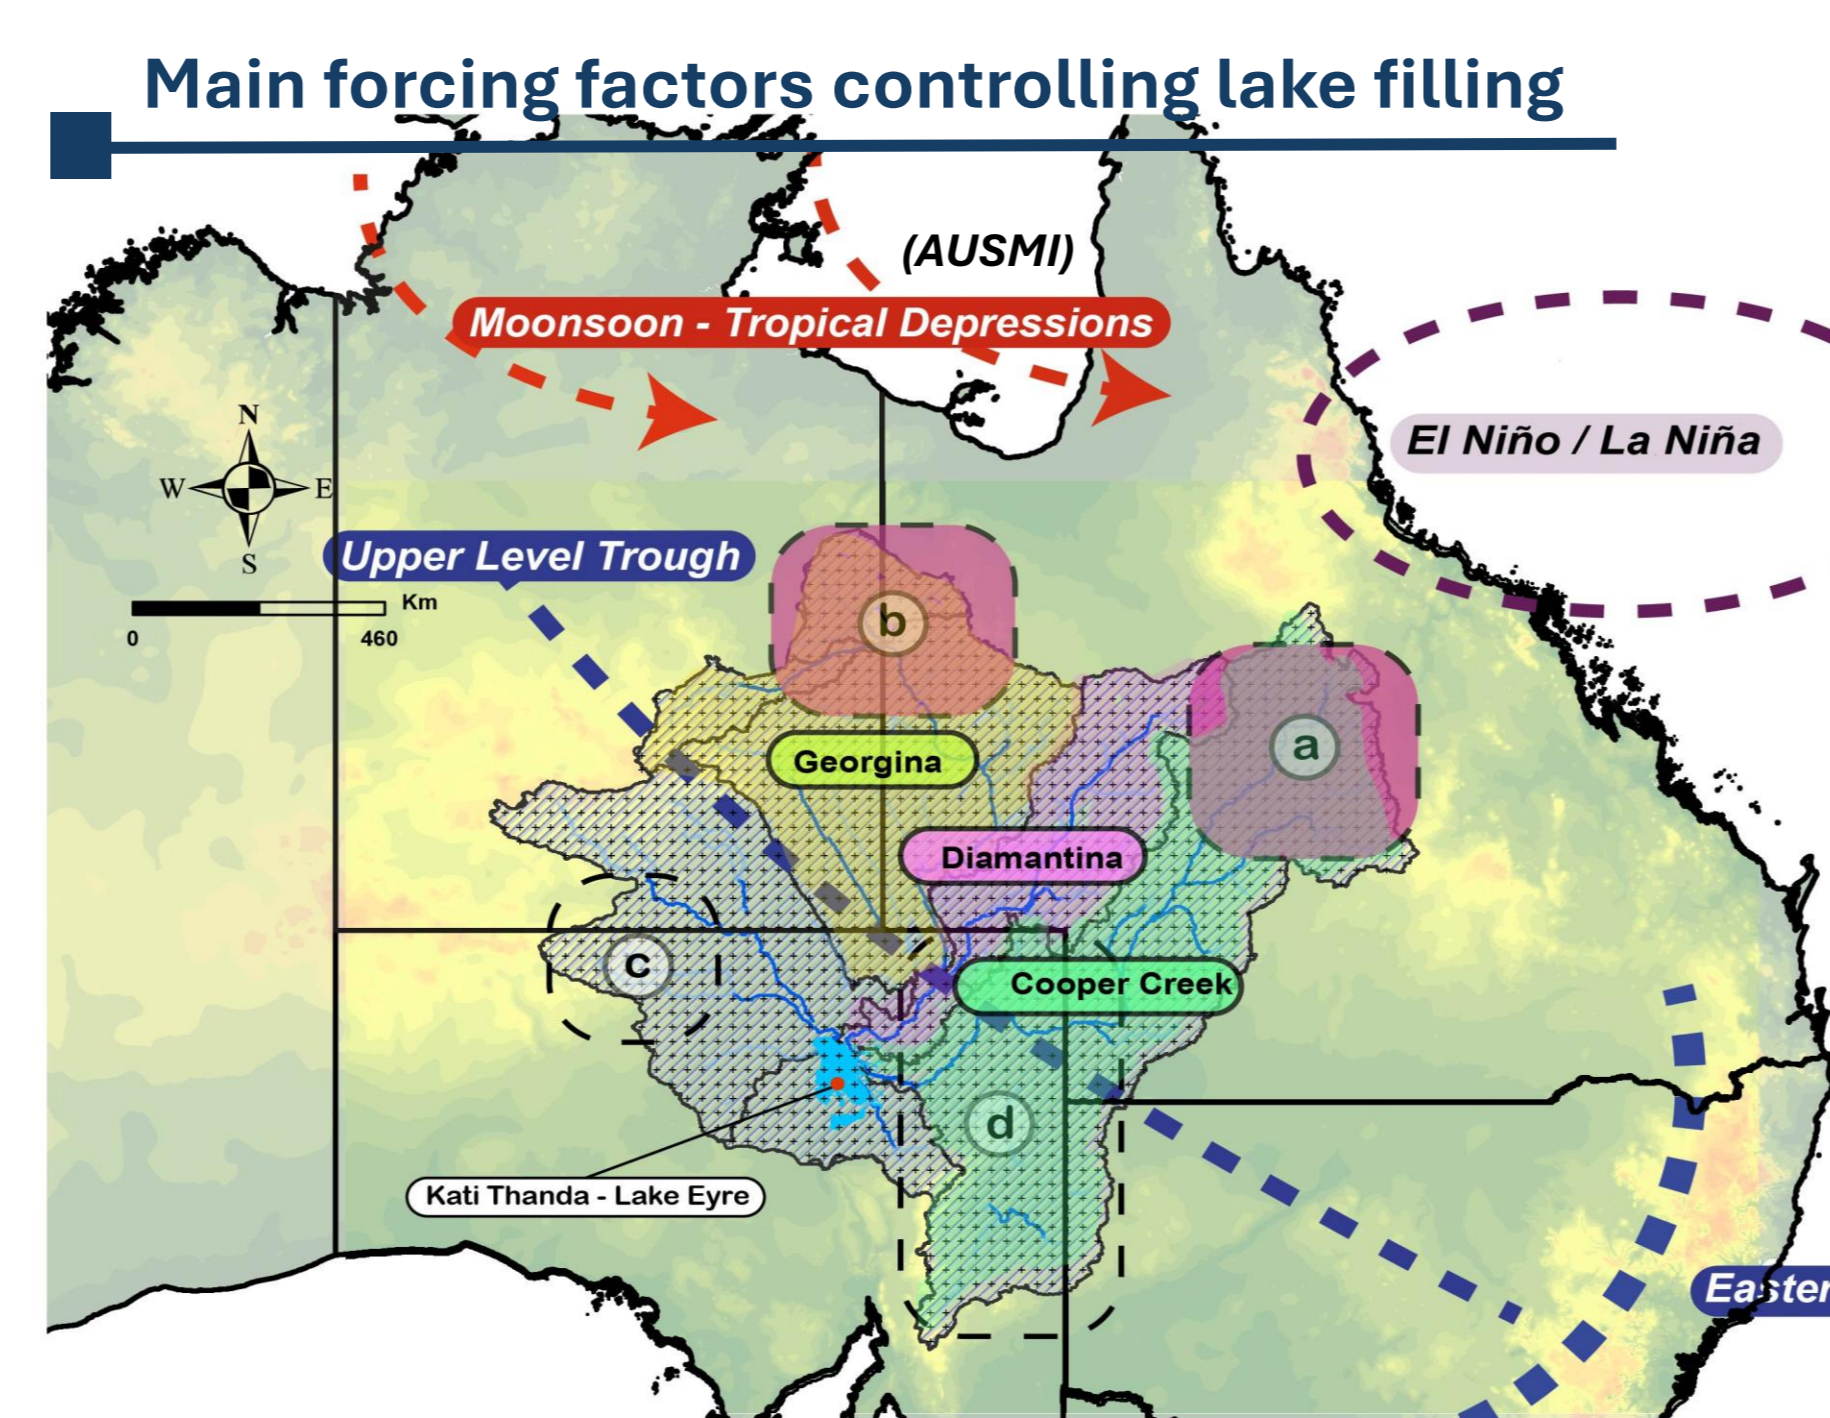 Main forcing factors controlling lake filling
(AUSMI)
Moonsoon - Tropical Depressions
El Niño / La Niña
N
W
E
S
Upper Level Trough
Km
0
460
b
a
Georgina
Diamantina
c
Cooper Creek
d
Kati Thanda - Lake Eyre
Easter